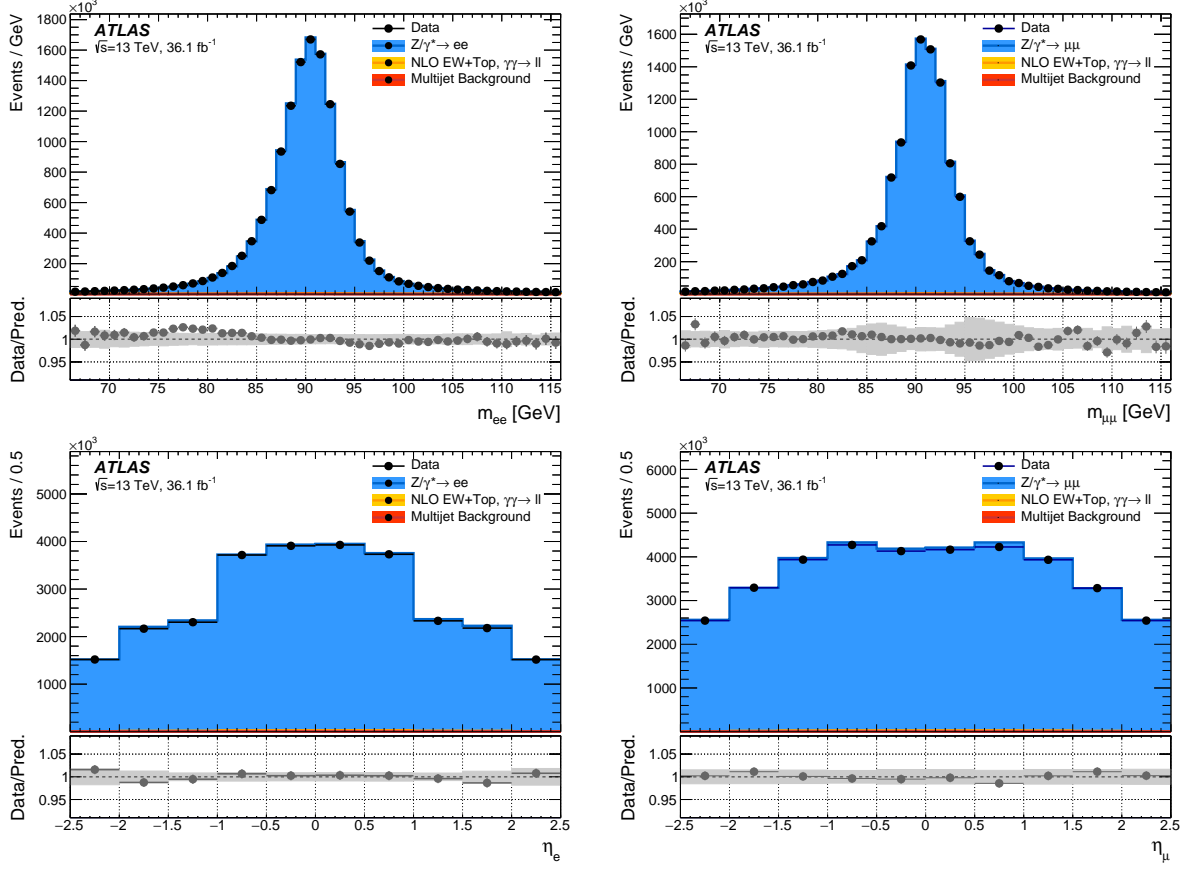 ×10³
Events / GeV
1800
1600
1400
1200
1000
800
600
400
200
ATLAS
√s=13 TeV, 36.1 fb⁻¹
Data
Z/γ*→ ee
NLO EW+Top, γγ→ ll
Multijet Background
Data/Pred.
1.05
1
0.95
70 75 80 85 90 95 100 105 110 115
m_ee [GeV]
×10³
Events / GeV
1600
1400
1200
1000
800
600
400
200
ATLAS
√s=13 TeV, 36.1 fb⁻¹
Data
Z/γ*→ μμ
NLO EW+Top, γγ→ ll
Multijet Background
Data/Pred.
1.05
1
0.95
70 75 80 85 90 95 100 105 110 115
m_μμ [GeV]
×10³
Events / 0.5
5000
4000
3000
2000
1000
ATLAS
√s=13 TeV, 36.1 fb⁻¹
Data
Z/γ*→ ee
NLO EW+Top, γγ→ ll
Multijet Background
Data/Pred.
1.05
1
0.95
−2.5 −2 −1.5 −1 −0.5 0 0.5 1 1.5 2 2.5
η_e
×10³
Events / 0.5
6000
5000
4000
3000
2000
1000
ATLAS
√s=13 TeV, 36.1 fb⁻¹
Data
Z/γ*→ μμ
NLO EW+Top, γγ→ ll
Multijet Background
Data/Pred.
1.05
1
0.95
−2.5 −2 −1.5 −1 −0.5 0 0.5 1 1.5 2 2.5
η_μ